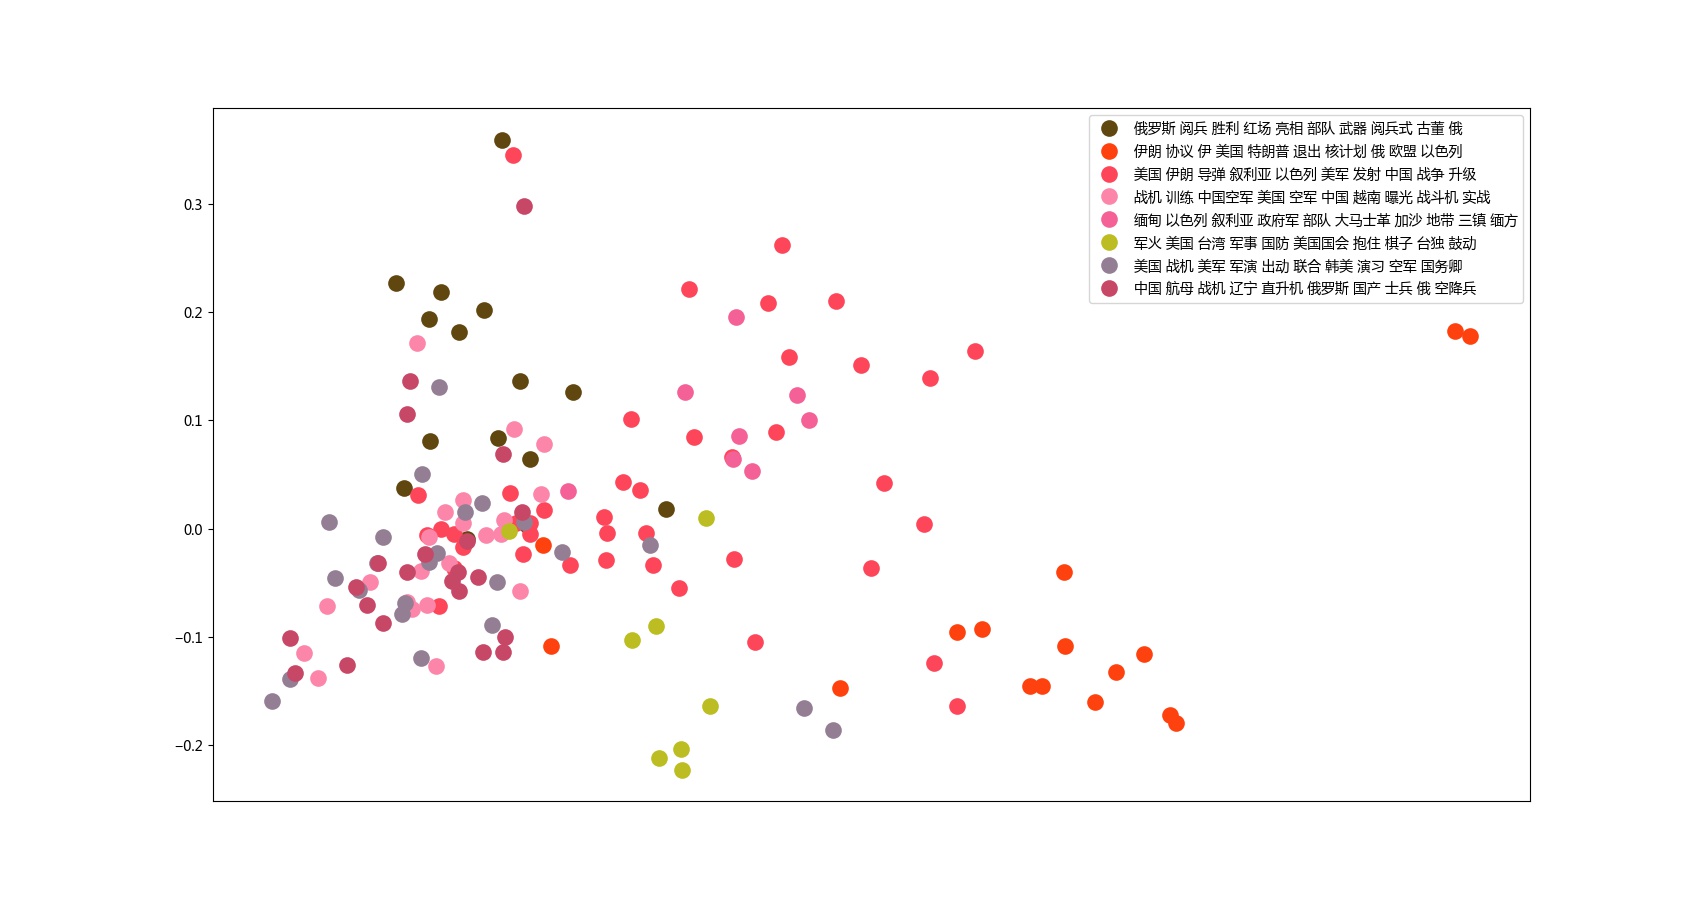 俄罗斯 阅兵 胜利 红场 亮相 部队 武器 阅兵式 古董 俄
伊朗 协议 伊 美国 特朗普 退出 核计划 俄 欧盟 以色列
美国 伊朗 导弹 叙利亚 以色列 美军 发射 中国 战争 升级
战机 训练 中国空军 美国 空军 中国 越南 曝光 战斗机 实战
缅甸 以色列 叙利亚 政府军 部队 大马士革 加沙 地带 三镇 缅方
军火 美国 台湾 军事 国防 美国国会 抱住 棋子 台独 鼓动
美国 战机 美军 军演 出动 联合 韩美 演习 空军 国务卿
中国 航母 战机 辽宁 直升机 俄罗斯 国产 士兵 俄 空降兵
0.3
0.2
0.1
0.0
−0.1
−0.2